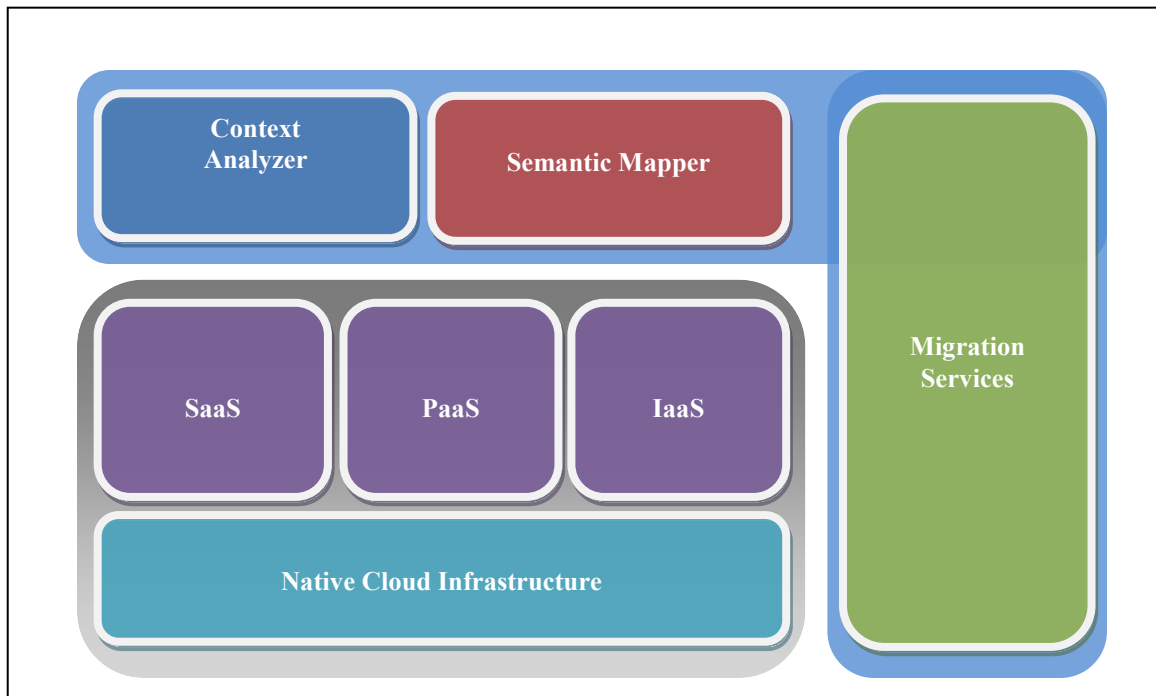 Context
Analyzer
Semantic Mapper
Migration
Services
SaaS
PaaS
IaaS
Native Cloud Infrastructure